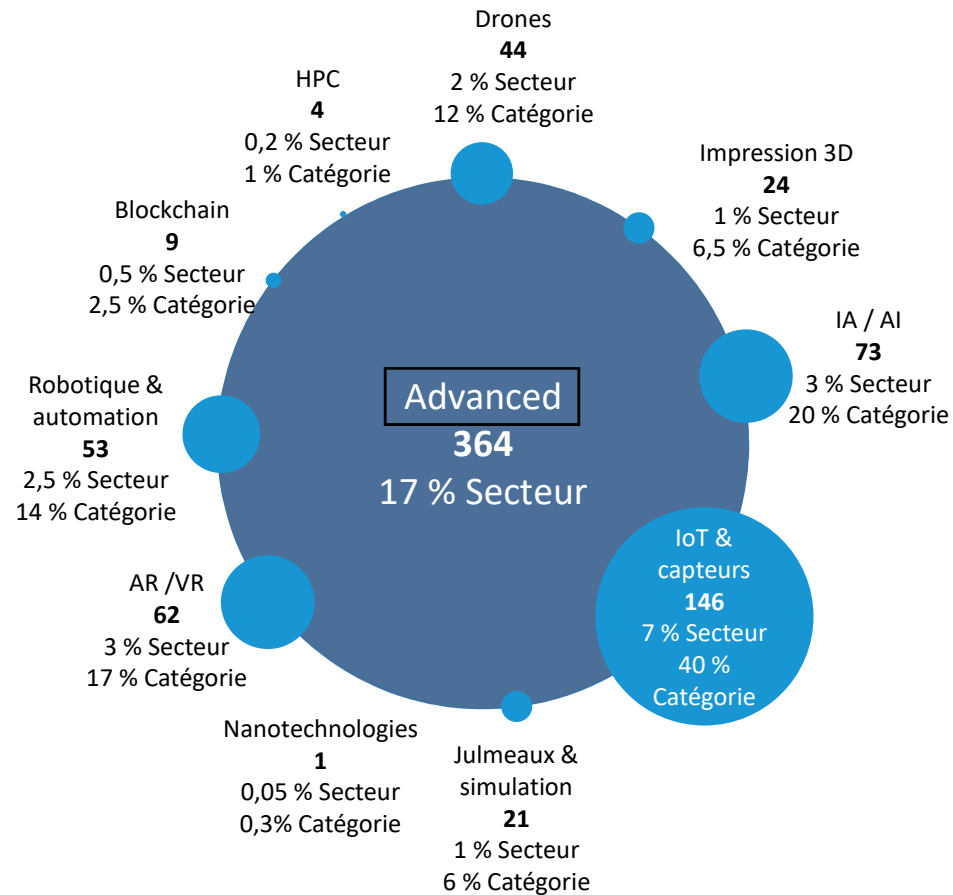 Drones
44
2 % Secteur
12 % Catégorie
HPC
4
0,2 % Secteur
1 % Catégorie
Impression 3D
24
1 % Secteur
6,5 % Catégorie
Blockchain
9
0,5 % Secteur
2,5 % Catégorie
IA / AI
73
3 % Secteur
20 % Catégorie
Advanced
364
17 % Secteur
Robotique &
automation
53
2,5 % Secteur
14 % Catégorie
IoT &
capteurs
146
7 % Secteur
40 %
Catégorie
AR /VR
62
3 % Secteur
17 % Catégorie
Nanotechnologies
1
0,05 % Secteur
0,3% Catégorie
Julmeaux &
simulation
21
1 % Secteur
6 % Catégorie